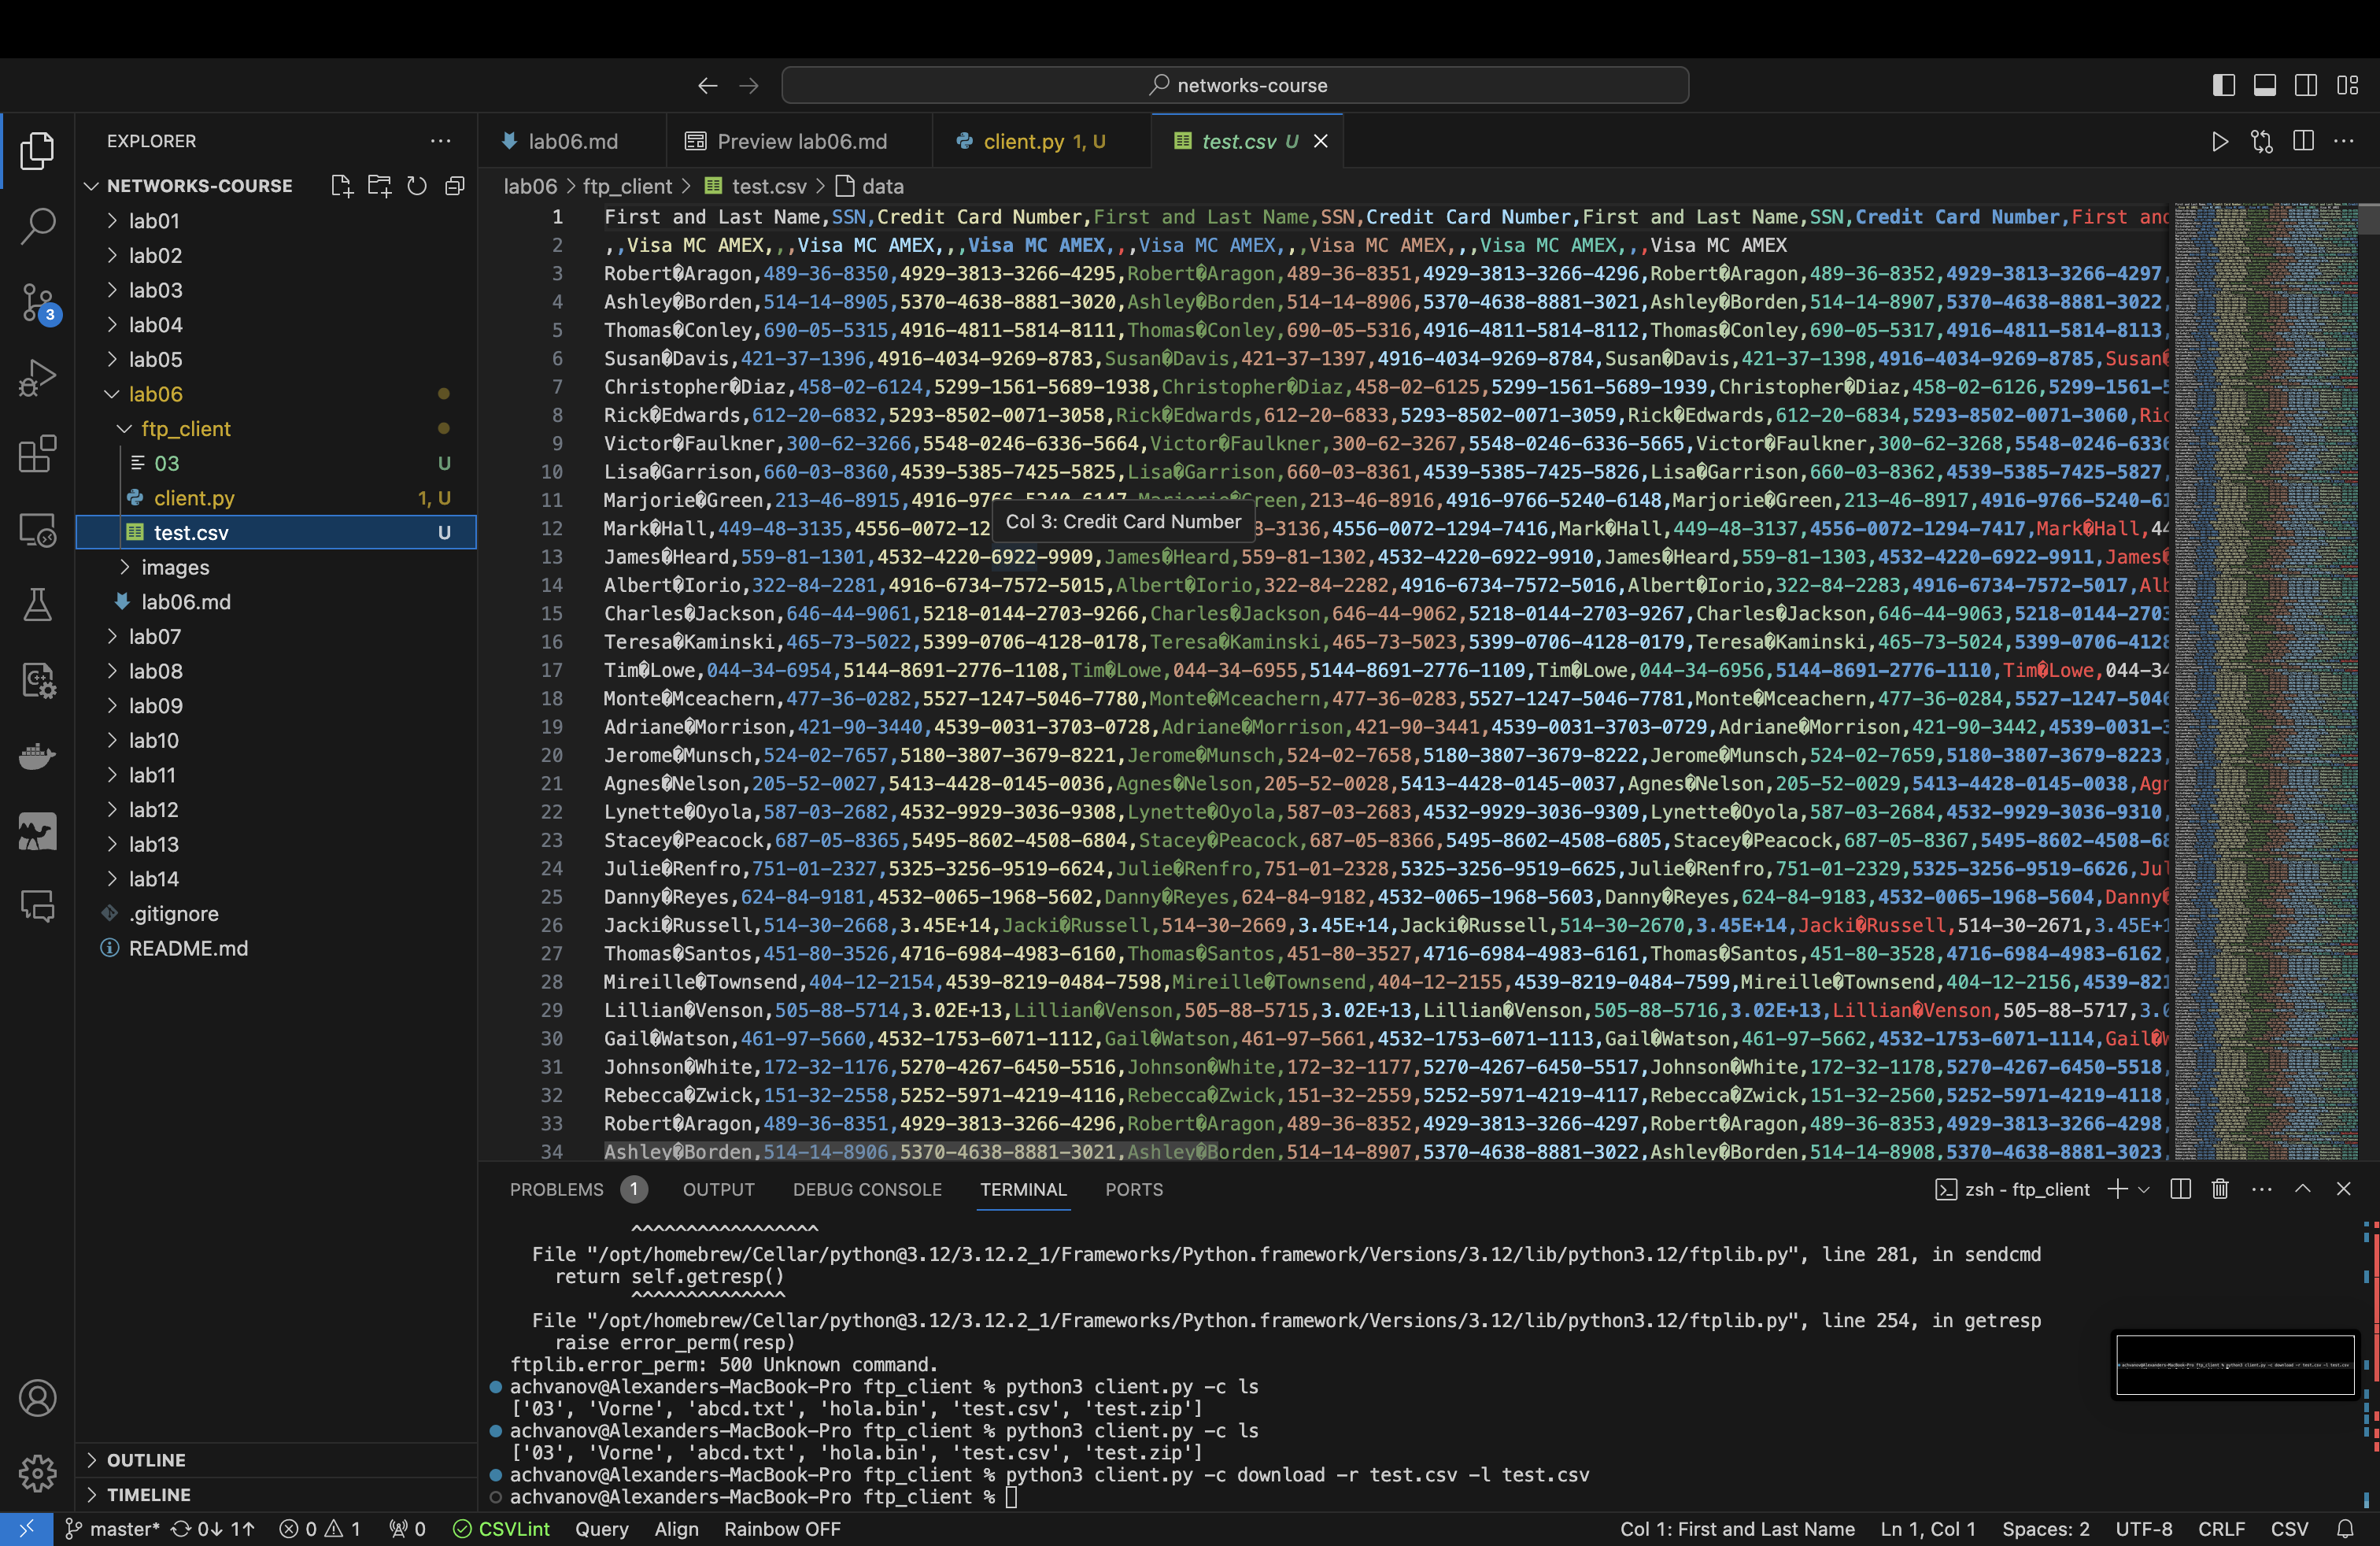 networks-course
EXPLORER
NETWORKS-COURSE
lab01
lab02
lab03
lab04
lab05
lab06
ftp_client
03 U
client.py 1, U
test.csv U
images
lab06.md
lab07
lab08
lab09
lab10
lab11
lab12
lab13
lab14
.gitignore
README.md
OUTLINE
TIMELINE
3
lab06.md
Preview lab06.md
client.py 1, U
test.csv U
lab06 > ftp_client > test.csv > data
1 First and Last Name,SSN,Credit Card Number,First and Last Name,SSN,Credit Card Number,First and Last Name,SSN,Credit Card Number,First and
2 ,,Visa MC AMEX,,,Visa MC AMEX,,,Visa MC AMEX,,,Visa MC AMEX,,,Visa MC AMEX,,,Visa MC AMEX,,,Visa MC AMEX
3 Robert�Aragon,489-36-8350,4929-3813-3266-4295,Robert�Aragon,489-36-8351,4929-3813-3266-4296,Robert�Aragon,489-36-8352,4929-3813-3266-4297,
4 Ashley�Borden,514-14-8905,5370-4638-8881-3020,Ashley�Borden,514-14-8906,5370-4638-8881-3021,Ashley�Borden,514-14-8907,5370-4638-8881-3022,
5 Thomas�Conley,690-05-5315,4916-4811-5814-8111,Thomas�Conley,690-05-5316,4916-4811-5814-8112,Thomas�Conley,690-05-5317,4916-4811-5814-8113,
6 Susan�Davis,421-37-1396,4916-4034-9269-8783,Susan�Davis,421-37-1397,4916-4034-9269-8784,Susan�Davis,421-37-1398,4916-4034-9269-8785,Susan�
7 Christopher�Diaz,458-02-6124,5299-1561-5689-1938,Christopher�Diaz,458-02-6125,5299-1561-5689-1939,Christopher�Diaz,458-02-6126,5299-1561-5
8 Rick�Edwards,612-20-6832,5293-8502-0071-3058,Rick�Edwards,612-20-6833,5293-8502-0071-3059,Rick�Edwards,612-20-6834,5293-8502-0071-3060,Ric
9 Victor�Faulkner,300-62-3266,5548-0246-6336-5664,Victor�Faulkner,300-62-3267,5548-0246-6336-5665,Victor�Faulkner,300-62-3268,5548-0246-6336
10 Lisa�Garrison,660-03-8360,4539-5385-7425-5825,Lisa�Garrison,660-03-8361,4539-5385-7425-5826,Lisa�Garrison,660-03-8362,4539-5385-7425-5827,
11 Marjorie�Green,213-46-8915,4916-9766-5240-6147,Marjorie�Green,213-46-8916,4916-9766-5240-6148,Marjorie�Green,213-46-8917,4916-9766-5240-61
12 Mark�Hall,449-48-3135,4556-0072-12 8-3136,4556-0072-1294-7416,Mark�Hall,449-48-3137,4556-0072-1294-7417,Mark�Hall,44
Col 3: Credit Card Number
13 James�Heard,559-81-1301,4532-4220-6922-9909,James�Heard,559-81-1302,4532-4220-6922-9910,James�Heard,559-81-1303,4532-4220-6922-9911,James�
14 Albert�Iorio,322-84-2281,4916-6734-7572-5015,Albert�Iorio,322-84-2282,4916-6734-7572-5016,Albert�Iorio,322-84-2283,4916-6734-7572-5017,Alb
15 Charles�Jackson,646-44-9061,5218-0144-2703-9266,Charles�Jackson,646-44-9062,5218-0144-2703-9267,Charles�Jackson,646-44-9063,5218-0144-2703
16 Teresa�Kaminski,465-73-5022,5399-0706-4128-0178,Teresa�Kaminski,465-73-5023,5399-0706-4128-0179,Teresa�Kaminski,465-73-5024,5399-0706-4128
17 Tim�Lowe,044-34-6954,5144-8691-2776-1108,Tim�Lowe,044-34-6955,5144-8691-2776-1109,Tim�Lowe,044-34-6956,5144-8691-2776-1110,Tim�Lowe,044-34
18 Monte�Mceachern,477-36-0282,5527-1247-5046-7780,Monte�Mceachern,477-36-0283,5527-1247-5046-7781,Monte�Mceachern,477-36-0284,5527-1247-5046
19 Adriane�Morrison,421-90-3440,4539-0031-3703-0728,Adriane�Morrison,421-90-3441,4539-0031-3703-0729,Adriane�Morrison,421-90-3442,4539-0031-3
20 Jerome�Munsch,524-02-7657,5180-3807-3679-8221,Jerome�Munsch,524-02-7658,5180-3807-3679-8222,Jerome�Munsch,524-02-7659,5180-3807-3679-8223,
21 Agnes�Nelson,205-52-0027,5413-4428-0145-0036,Agnes�Nelson,205-52-0028,5413-4428-0145-0037,Agnes�Nelson,205-52-0029,5413-4428-0145-0038,Agn
22 Lynette�Oyola,587-03-2682,4532-9929-3036-9308,Lynette�Oyola,587-03-2683,4532-9929-3036-9309,Lynette�Oyola,587-03-2684,4532-9929-3036-9310,
23 Stacey�Peacock,687-05-8365,5495-8602-4508-6804,Stacey�Peacock,687-05-8366,5495-8602-4508-6805,Stacey�Peacock,687-05-8367,5495-8602-4508-68
24 Julie�Renfro,751-01-2327,5325-3256-9519-6624,Julie�Renfro,751-01-2328,5325-3256-9519-6625,Julie�Renfro,751-01-2329,5325-3256-9519-6626,Jul
25 Danny�Reyes,624-84-9181,4532-0065-1968-5602,Danny�Reyes,624-84-9182,4532-0065-1968-5603,Danny�Reyes,624-84-9183,4532-0065-1968-5604,Danny�
26 Jacki�Russell,514-30-2668,3.45E+14,Jacki�Russell,514-30-2669,3.45E+14,Jacki�Russell,514-30-2670,3.45E+14,Jacki�Russell,514-30-2671,3.45E+1
27 Thomas�Santos,451-80-3526,4716-6984-4983-6160,Thomas�Santos,451-80-3527,4716-6984-4983-6161,Thomas�Santos,451-80-3528,4716-6984-4983-6162,
28 Mireille�Townsend,404-12-2154,4539-8219-0484-7598,Mireille�Townsend,404-12-2155,4539-8219-0484-7599,Mireille�Townsend,404-12-2156,4539-821
29 Lillian�Venson,505-88-5714,3.02E+13,Lillian�Venson,505-88-5715,3.02E+13,Lillian�Venson,505-88-5716,3.02E+13,Lillian�Venson,505-88-5717,3.0
30 Gail�Watson,461-97-5660,4532-1753-6071-1112,Gail�Watson,461-97-5661,4532-1753-6071-1113,Gail�Watson,461-97-5662,4532-1753-6071-1114,Gail�W
31 Johnson�White,172-32-1176,5270-4267-6450-5516,Johnson�White,172-32-1177,5270-4267-6450-5517,Johnson�White,172-32-1178,5270-4267-6450-5518,
32 Rebecca�Zwick,151-32-2558,5252-5971-4219-4116,Rebecca�Zwick,151-32-2559,5252-5971-4219-4117,Rebecca�Zwick,151-32-2560,5252-5971-4219-4118,
33 Robert�Aragon,489-36-8351,4929-3813-3266-4296,Robert�Aragon,489-36-8352,4929-3813-3266-4297,Robert�Aragon,489-36-8353,4929-3813-3266-4298,
34 Ashley�Borden,514-14-8906,5370-4638-8881-3021,Ashley�Borden,514-14-8907,5370-4638-8881-3022,Ashley�Borden,514-14-8908,5370-4638-8881-3023,
PROBLEMS 1 OUTPUT DEBUG CONSOLE TERMINAL PORTS
zsh - ftp_client
^^^^^^^^^^^^^^^^^
File "/opt/homebrew/Cellar/python@3.12/3.12.2_1/Frameworks/Python.framework/Versions/3.12/lib/python3.12/ftplib.py", line 281, in sendcmd
return self.getresp()
^^^^^^^^^^^^^^
File "/opt/homebrew/Cellar/python@3.12/3.12.2_1/Frameworks/Python.framework/Versions/3.12/lib/python3.12/ftplib.py", line 254, in getresp
raise error_perm(resp)
ftplib.error_perm: 500 Unknown command.
achvanov@Alexanders-MacBook-Pro ftp_client % python3 client.py -c ls
['03', 'Vorne', 'abcd.txt', 'hola.bin', 'test.csv', 'test.zip']
achvanov@Alexanders-MacBook-Pro ftp_client % python3 client.py -c ls
['03', 'Vorne', 'abcd.txt', 'hola.bin', 'test.csv', 'test.zip']
achvanov@Alexanders-MacBook-Pro ftp_client % python3 client.py -c download -r test.csv -l test.csv
achvanov@Alexanders-MacBook-Pro ftp_client %
achvanov@Alexanders-MacBook-Pro ftp_client % python3 client.py -c download -r test.csv -l test.csv
master* 0↓ 1↑ 0 1 0 CSVLint Query Align Rainbow OFF
Col 1: First and Last Name Ln 1, Col 1 Spaces: 2 UTF-8 CRLF CSV